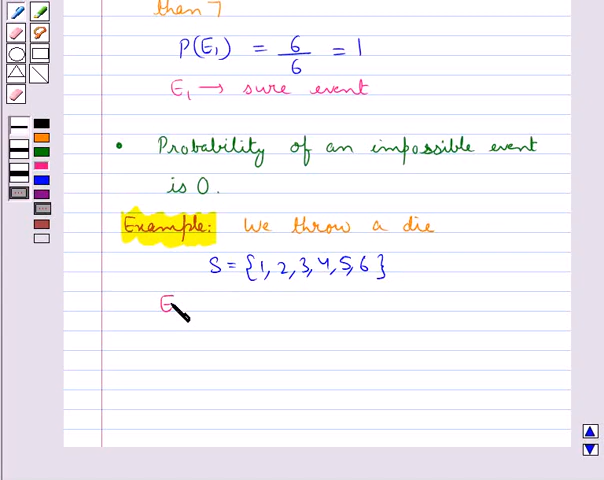 then 7
P(E₁) = 6/6 = 1
E₁ → sure event
• Probability of an impossible event
is 0.
Example: We throw a die
S = {1, 2, 3, 4, 5, 6}
E